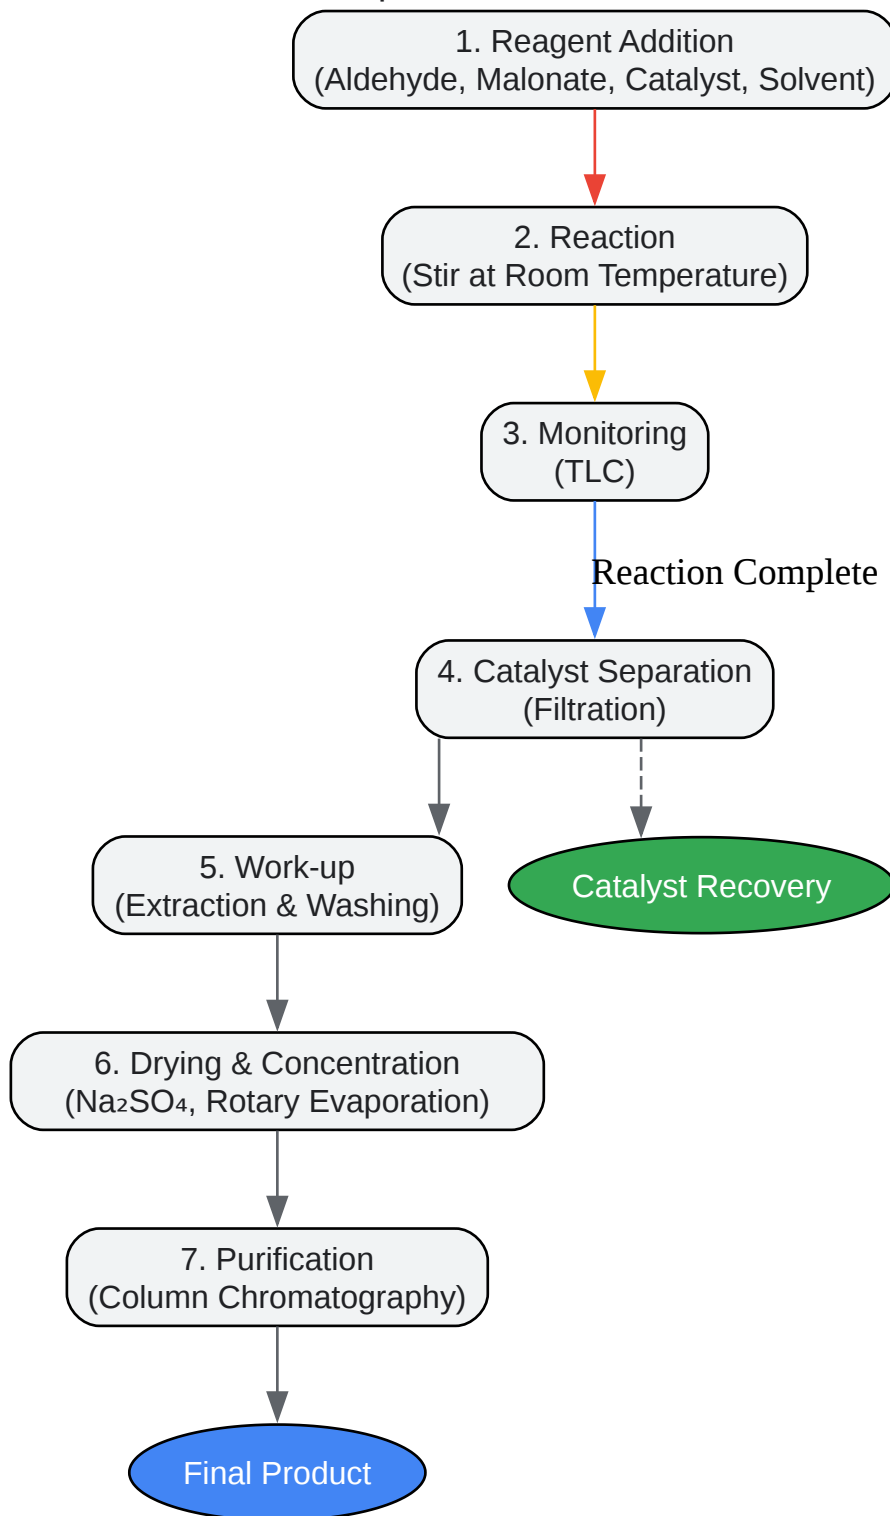 1. Reagent Addition
(Aldehyde, Malonate, Catalyst, Solvent)
2. Reaction
(Stir at Room Temperature)
3. Monitoring
(TLC)
Reaction Complete
4. Catalyst Separation
(Filtration)
5. Work-up
(Extraction & Washing)
Catalyst Recovery
6. Drying & Concentration
(Na₂SO₄, Rotary Evaporation)
7. Purification
(Column Chromatography)
Final Product